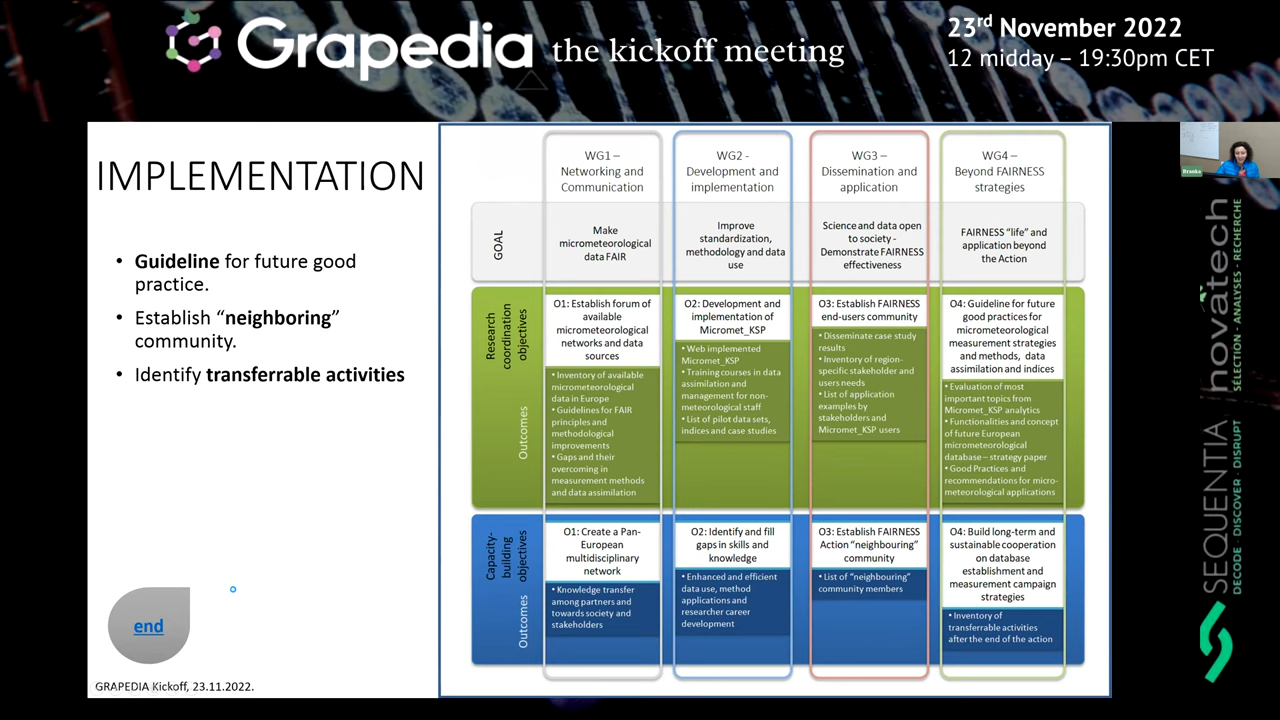 Grapedia the kickoff meeting
23rd November 2022
12 midday – 19:30pm CET
IMPLEMENTATION
• Guideline for future good
practice.
• Establish “neighboring”
community.
• Identify transferrable activities
end
GRAPEDIA Kickoff, 23.11.2022.
WG1 –
Networking and
Communication
WG2 -
Development and
implementation
WG3 –
Dissemination and
application
WG4 –
Beyond FAIRNESS
strategies
GOAL
Make
micrometeorological
data FAIR
Improve
standardization,
methodology and data
use
Science and data open
to society -
Demonstrate FAIRNESS
effectiveness
FAIRNESS “life” and
application beyond
the Action
Research
coordination
objectives
Outcomes
O1: Establish forum of
available
micrometeorological
networks and data
sources
• Inventory of available
micrometeorological
data in Europe
• Guidelines for FAIR
principles and
methodological
improvements
• Gaps and their
overcoming in
measurement methods
and data assimilation
O2: Development and
implementation of
Micromet_KSP
• Web implemented
Micromet_KSP
• Training courses in data
assimilation and
management for non-
meteorological staff
• List of pilot data sets,
indices and case studies
O3: Establish FAIRNESS
end-users community
• Disseminate case study
results
• Inventory of region-
specific stakeholder and
users needs
• List of application
examples by
stakeholders and
Micromet_KSP users
O4: Guideline for future
good practices for
micrometeorological
measurement strategies
and methods, data
assimilation and indices
• Evaluation of most
important topics from
Micromet_KSP analytics
• Functionalities and concept
of future European
micrometeorological
database – strategy paper
• Good Practices and
recommendations for micro-
meteorological applications
Capacity-
building
objectives
Outcomes
O1: Create a Pan-
European
multidisciplinary
network
• Knowledge transfer
among partners and
towards society and
stakeholders
O2: Identify and fill
gaps in skills and
knowledge
• Enhanced and efficient
data use, method
applications and
researcher career
development
O3: Establish FAIRNESS
Action “neighbouring”
community
• List of “neighbouring”
community members
O4: Build long-term and
sustainable cooperation
on database
establishment and
measurement campaign
strategies
• Inventory of
transferrable activities
after the end of the action
Branka
novatech
SÉLECTION - ANALYSES - RECHERCHE
SEQUENTIA
DECODE · DISCOVER · DISRUPT